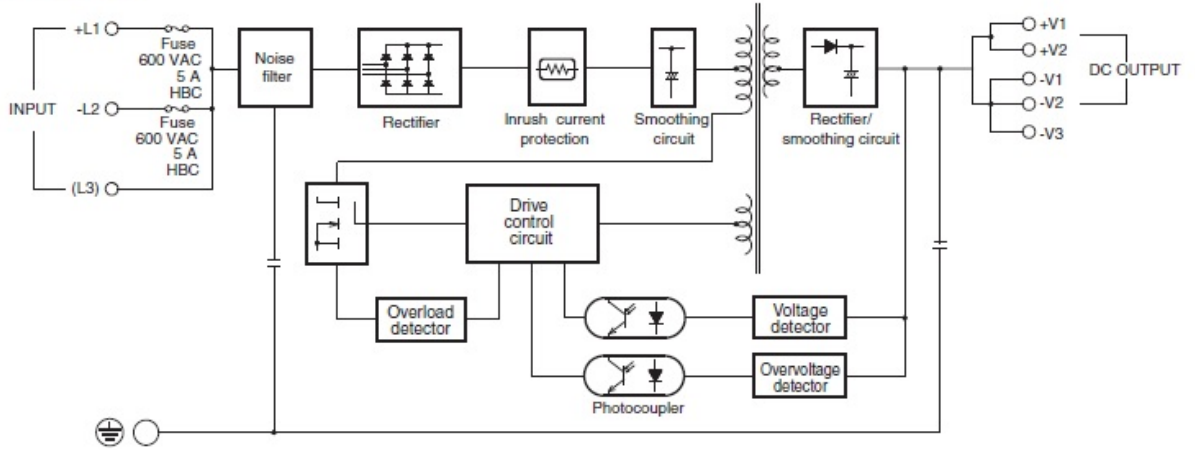 +L1
Fuse
600 VAC
5 A
HBC
INPUT
-L2
Fuse
600 VAC
5 A
HBC
(L3)
Noise
filter
Rectifier
Inrush current
protection
Smoothing
circuit
Rectifier/
smoothing circuit
+V1
+V2
-V1
-V2
-V3
DC OUTPUT
Drive
control
circuit
Overload
detector
Voltage
detector
Overvoltage
detector
Photocoupler